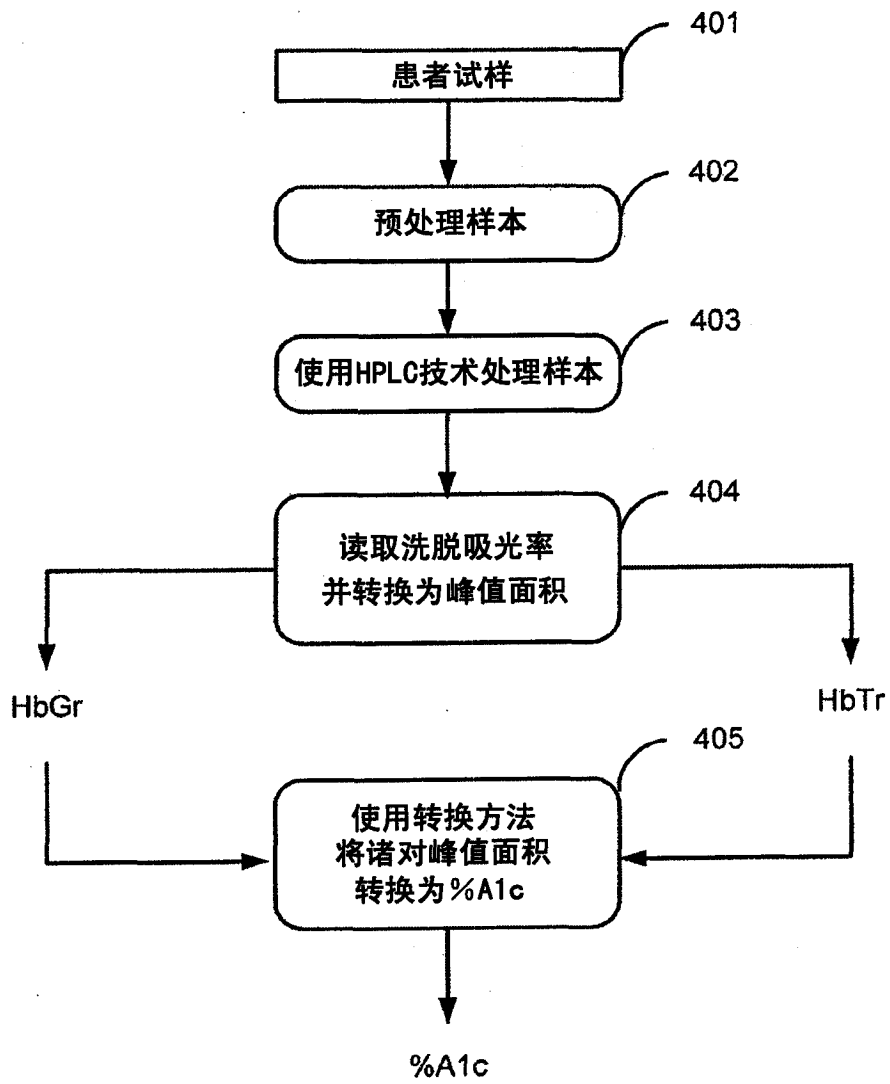 401
患者试样
402
预处理样本
403
使用HPLC技术处理样本
404
读取洗脱吸光率
并转换为峰值面积
HbGr
HbTr
405
使用转换方法
将诸对峰值面积
转换为%A1c
%A1c